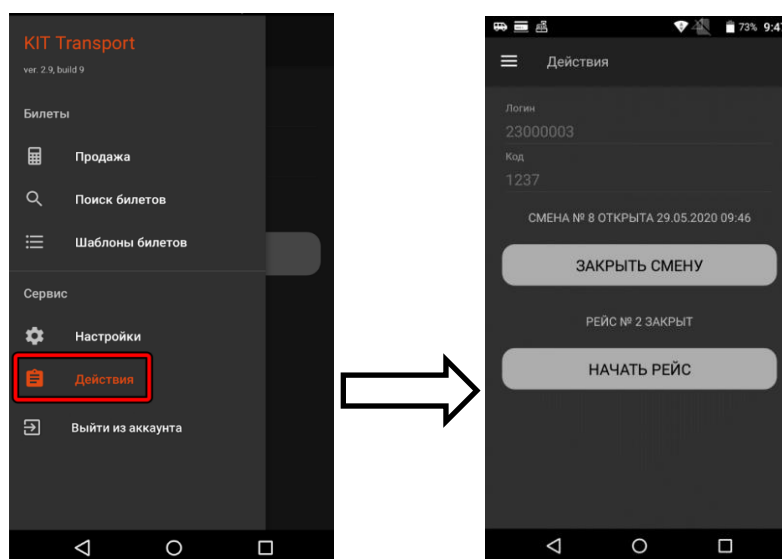 KIT Transport
ver. 2.9, build 9
Билеты
Продажа
Поиск билетов
Шаблоны билетов
Сервис
Настройки
Действия
Выйти из аккаунта
73% 9:47
Действия
Логин
23000003
Код
1237
СМЕНА № 8 ОТКРЫТА 29.05.2020 09:46
ЗАКРЫТЬ СМЕНУ
РЕЙС № 2 ЗАКРЫТ
НАЧАТЬ РЕЙС